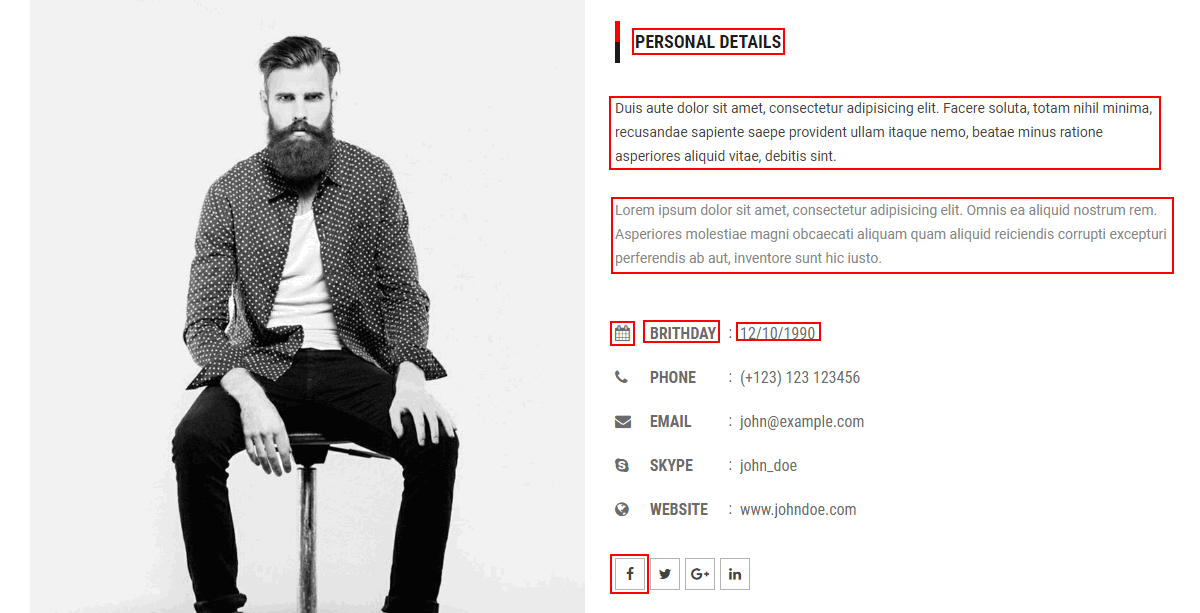 PERSONAL DETAILS
Duis aute dolor sit amet, consectetur adipisicing elit. Facere soluta, totam nihil minima,
recusandae sapiente saepe provident ullam itaque nemo, beatae minus ratione
asperiores aliquid vitae, debitis sint.
Lorem ipsum dolor sit amet, consectetur adipisicing elit. Omnis ea aliquid nostrum rem.
Asperiores molestiae magni obcaecati aliquam quam aliquid reiciendis corrupti excepturi
perferendis ab aut, inventore sunt hic iusto.
BRITHDAY : 12/10/1990
PHONE : (+123) 123 123456
EMAIL : john@example.com
SKYPE : john_doe
WEBSITE : www.johndoe.com
f G+ in